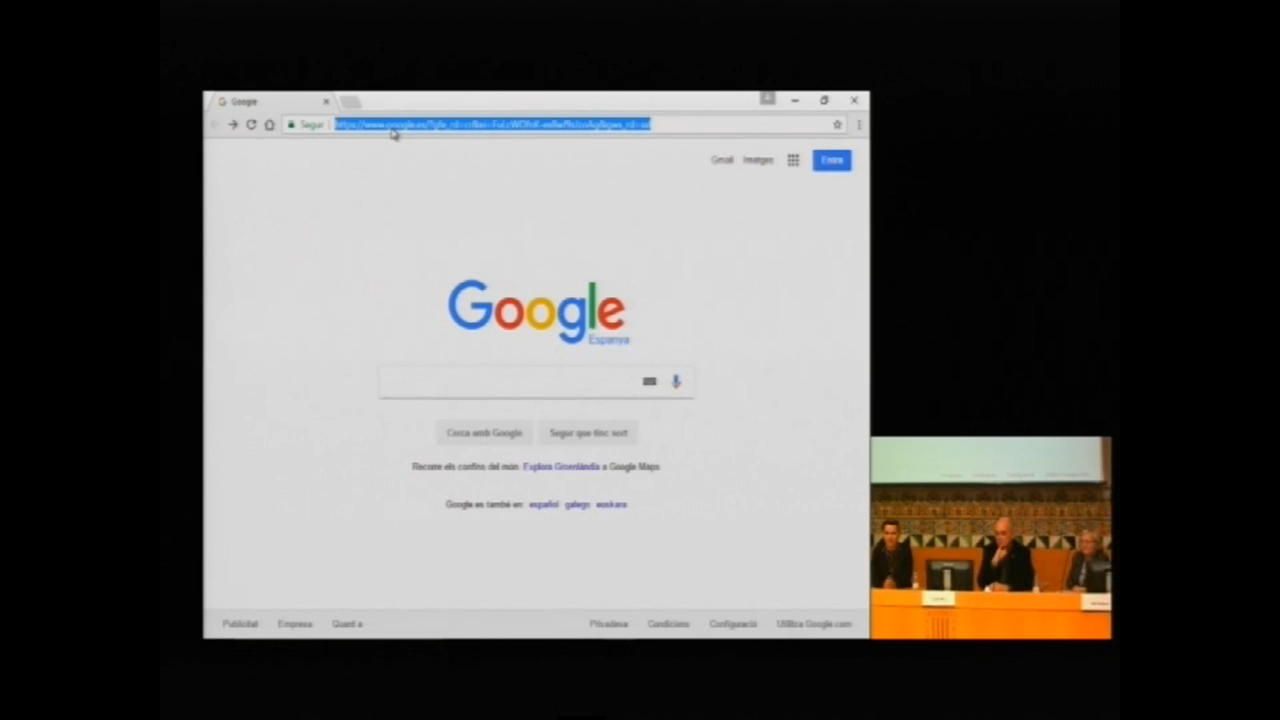 Google
Segur
Gmail Imatges
Entra
Google
Espanya
Cerca amb Google Segur que tinc sort
Recorre els confins del món: Explora Groenlàndia a Google Maps
Google es també en: español galego euskara
Publicitat Empresa Quant a Privadesa Condicions Configuració Utilitza Google.com